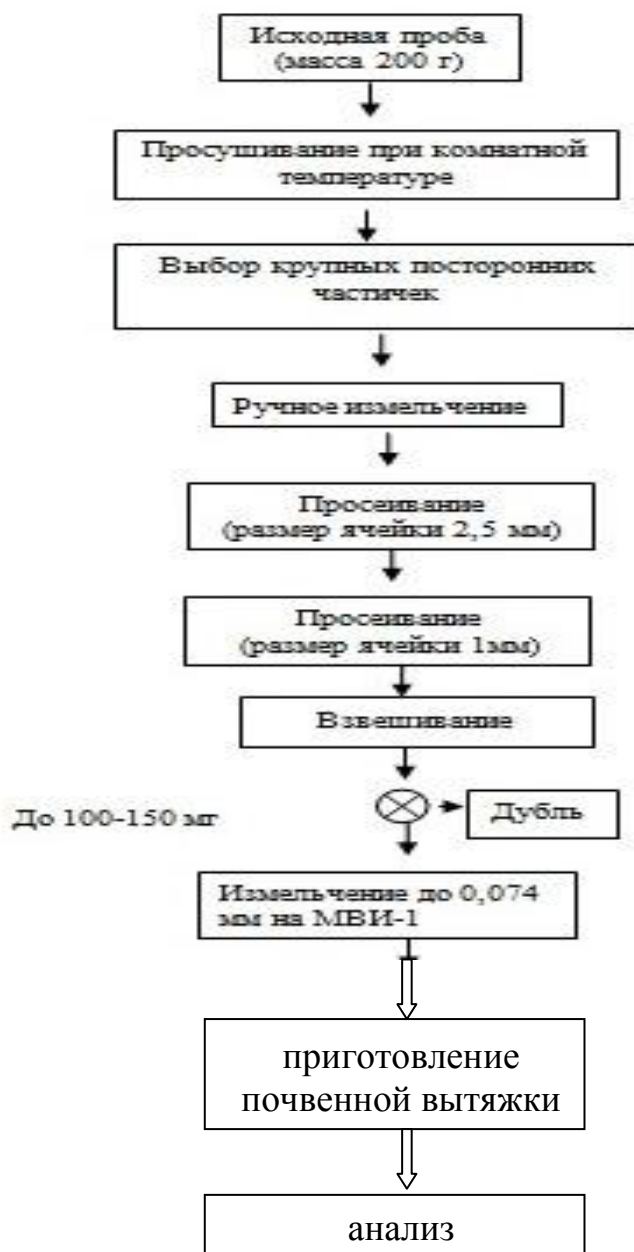 Исходная проба
(масса 200 г)
Просушивание при комнатной
температуре
Выбор крупных посторонних
частичек
Ручное измельчение
Просеивание
(размер ячейки 2,5 мм)
Просеивание
(размер ячейки 1мм)
Взвешивание
До 100-150 мг
Дубль
Измельчение до 0,074
мм на МВИ-1
приготовление
почвенной вытяжки
анализ